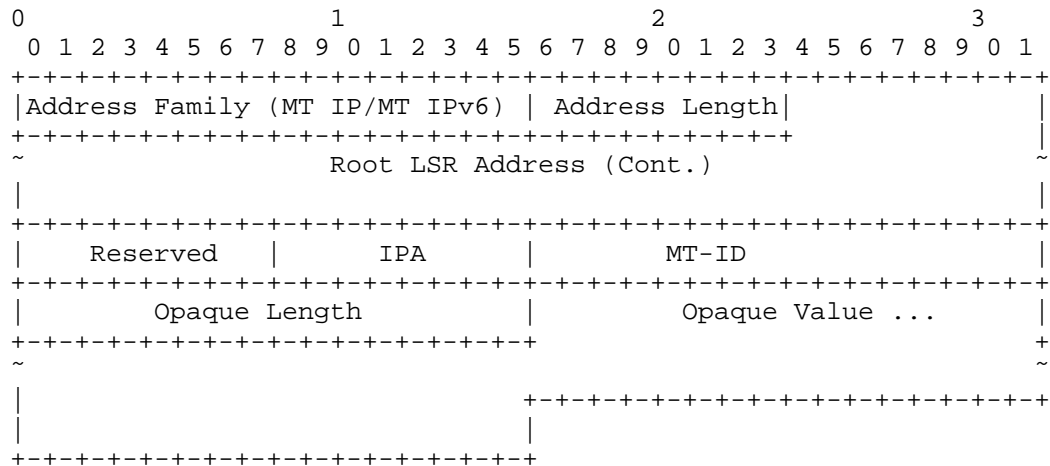 0                   1                   2                   3
 0 1 2 3 4 5 6 7 8 9 0 1 2 3 4 5 6 7 8 9 0 1 2 3 4 5 6 7 8 9 0 1
+-+-+-+-+-+-+-+-+-+-+-+-+-+-+-+-+-+-+-+-+-+-+-+-+-+-+-+-+-+-+-+-+
|Address Family (MT IP/MT IPv6) | Address Length|               |
+-+-+-+-+-+-+-+-+-+-+-+-+-+-+-+-+-+-+-+-+-+-+-+-+               |
~                   Root LSR Address (Cont.)                    ~
|                                                               |
+-+-+-+-+-+-+-+-+-+-+-+-+-+-+-+-+-+-+-+-+-+-+-+-+-+-+-+-+-+-+-+-+
|    Reserved   |      IPA      |        MT-ID                  |
+-+-+-+-+-+-+-+-+-+-+-+-+-+-+-+-+-+-+-+-+-+-+-+-+-+-+-+-+-+-+-+-+
|        Opaque Length          |         Opaque Value ...      |
+-+-+-+-+-+-+-+-+-+-+-+-+-+-+-+-+                               +
~                                                               ~
|                               +-+-+-+-+-+-+-+-+-+-+-+-+-+-+-+-+
|                               |
+-+-+-+-+-+-+-+-+-+-+-+-+-+-+-+-+